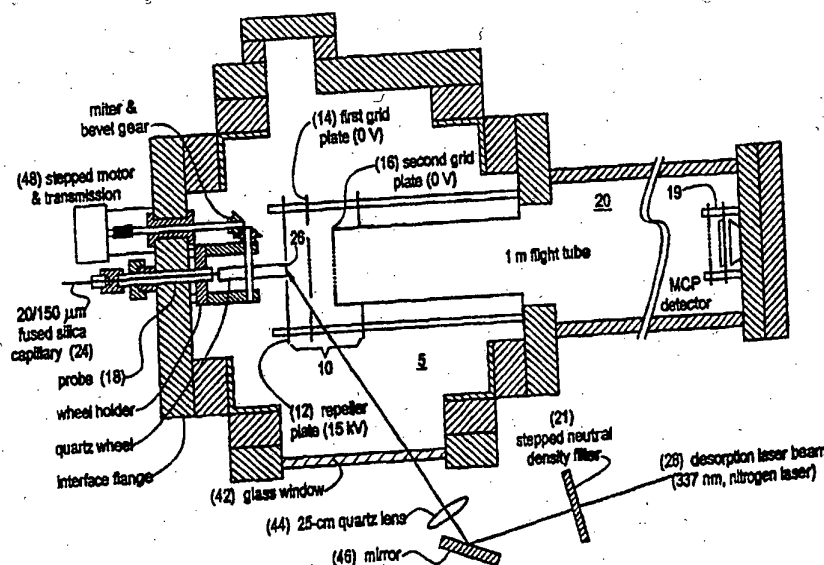 miter &
bevel gear
(14) first grid
plate (0 V)
(16) second grid
plate (0 V)
(48) stepped motor
& transmission
20
19
26
1 m flight tube
MCP
detector
20/150 µm
fused silica
capillary (24)
probe (18)
wheel holder
quartz wheel
interface flange
10
5
(12) repeller
plate (15 kV)
(42) glass window
(21)
stepped neutral
density filter
(28) desorption laser beam
(337 nm, nitrogen laser)
(44) 25-cm quartz lens
(46) mirror